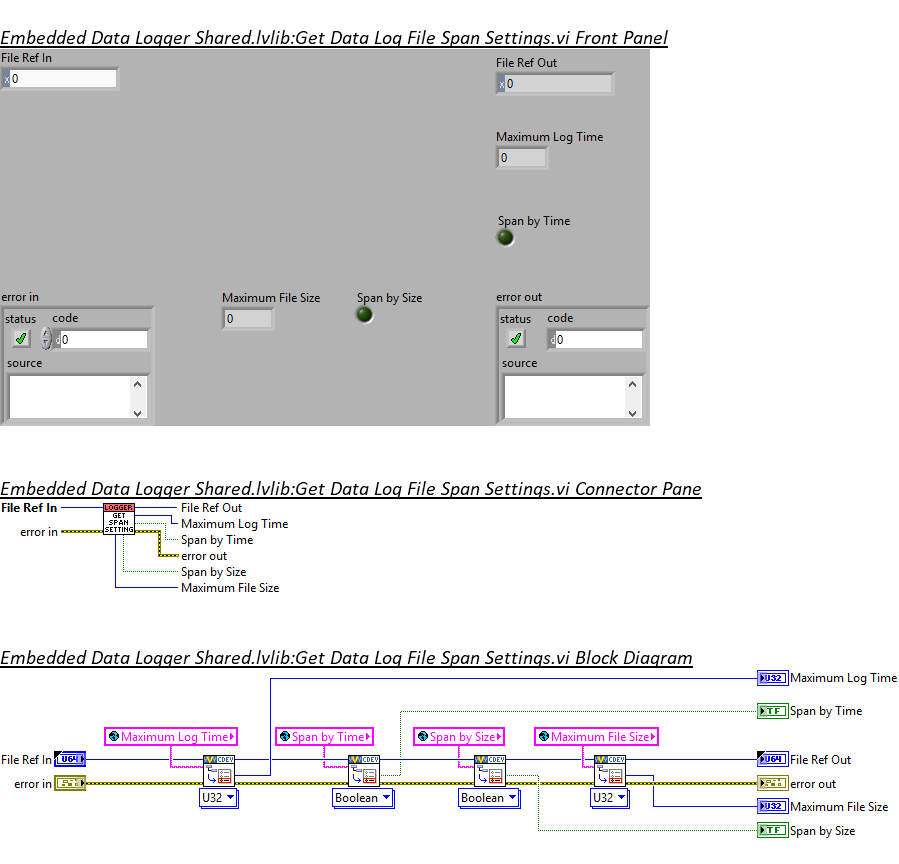 Embedded Data Logger Shared.lvlib:Get Data Log File Span Settings.vi Front Panel
File Ref In
x 0
File Ref Out
x 0
Maximum Log Time
0
Span by Time
error in
status code
d 0
source
Maximum File Size
0
Span by Size
error out
status code
d 0
source
Embedded Data Logger Shared.lvlib:Get Data Log File Span Settings.vi Connector Pane
File Ref In
error in
LOGGER
GET
SPAN
SETTING
File Ref Out
Maximum Log Time
Span by Time
error out
Span by Size
Maximum File Size
Embedded Data Logger Shared.lvlib:Get Data Log File Span Settings.vi Block Diagram
U32 Maximum Log Time
TF Span by Time
Maximum Log Time
Span by Time
Span by Size
Maximum File Size
File Ref In U64
CDEV
CDEV
CDEV
CDEV
U64 File Ref Out
error in
error out
U32
Boolean
Boolean
U32
U32 Maximum File Size
TF Span by Size